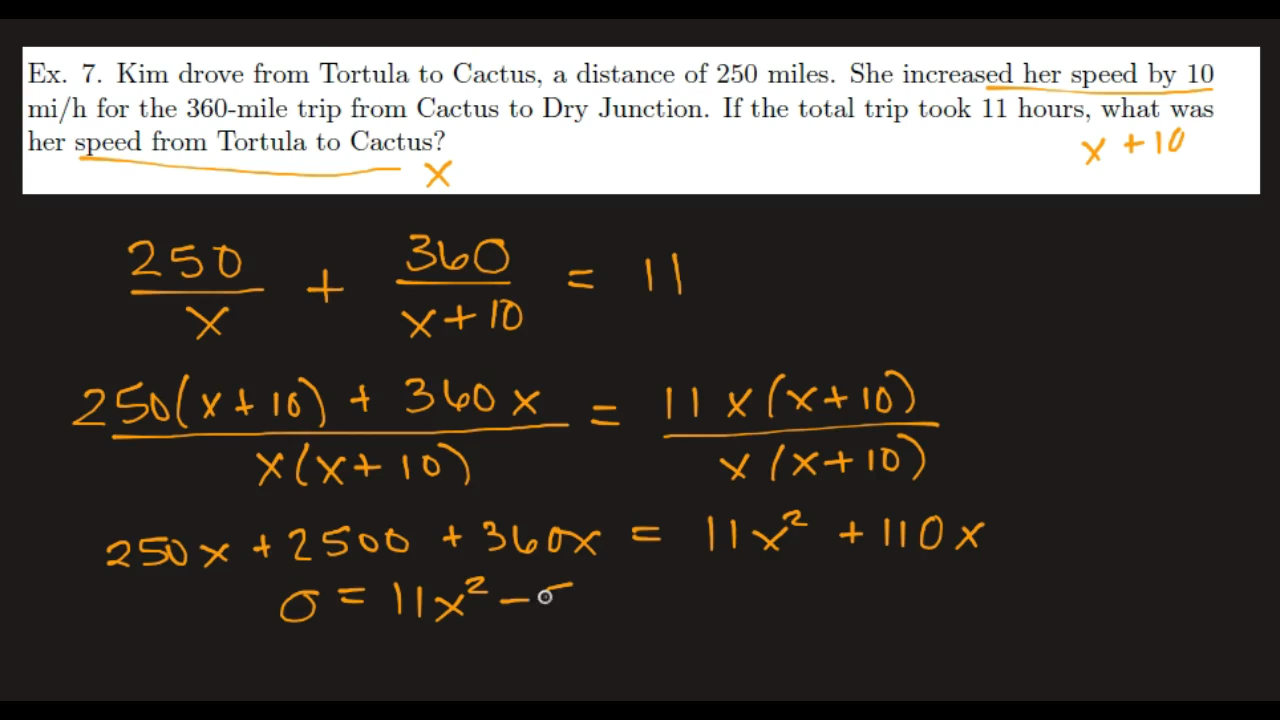 Ex. 7. Kim drove from Tortula to Cactus, a distance of 250 miles. She increased her speed by 10
mi/h for the 360-mile trip from Cactus to Dry Junction. If the total trip took 11 hours, what was
her speed from Tortula to Cactus?
x
x + 10
250/x + 360/(x+10) = 11
(250(x+10) + 360x)/(x(x+10)) = (11x(x+10))/(x(x+10))
250x + 2500 + 360x = 11x² + 110x
0 = 11x² −